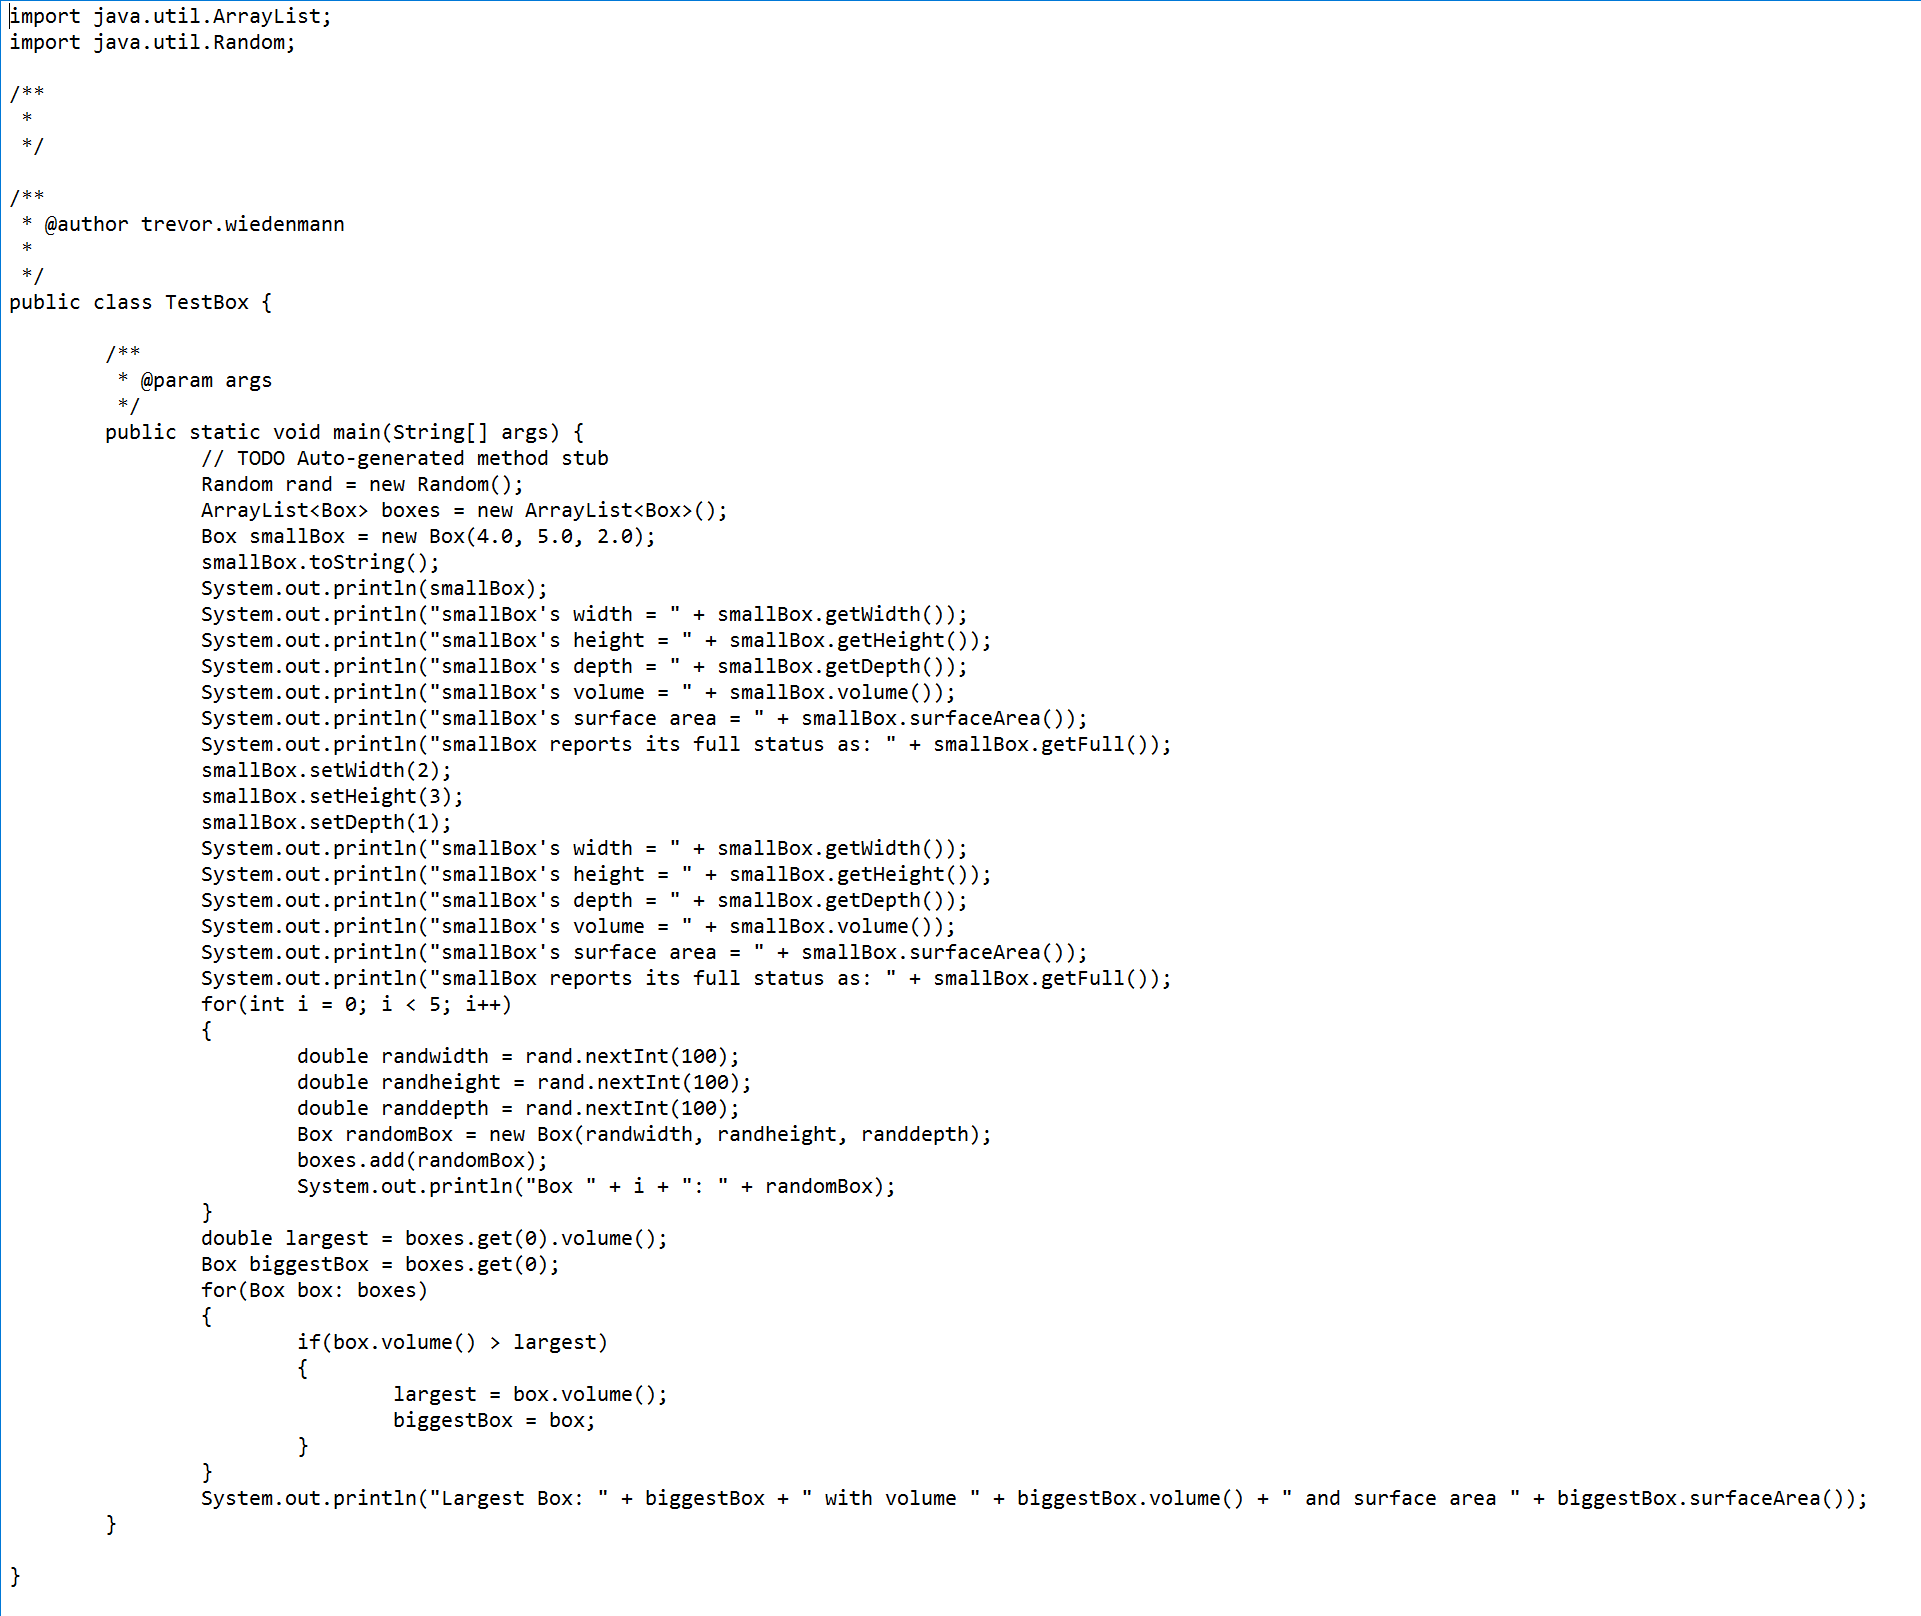 import java.util.ArrayList;
import java.util.Random;

/**
 *
 */

/**
 * @author trevor.wiedenmann
 *
 */
public class TestBox {

	/**
	 * @param args
	 */
	public static void main(String[] args) {
		// TODO Auto-generated method stub
		Random rand = new Random();
		ArrayList<Box> boxes = new ArrayList<Box>();
		Box smallBox = new Box(4.0, 5.0, 2.0);
		smallBox.toString();
		System.out.println(smallBox);
		System.out.println("smallBox's width = " + smallBox.getWidth());
		System.out.println("smallBox's height = " + smallBox.getHeight());
		System.out.println("smallBox's depth = " + smallBox.getDepth());
		System.out.println("smallBox's volume = " + smallBox.volume());
		System.out.println("smallBox's surface area = " + smallBox.surfaceArea());
		System.out.println("smallBox reports its full status as: " + smallBox.getFull());
		smallBox.setWidth(2);
		smallBox.setHeight(3);
		smallBox.setDepth(1);
		System.out.println("smallBox's width = " + smallBox.getWidth());
		System.out.println("smallBox's height = " + smallBox.getHeight());
		System.out.println("smallBox's depth = " + smallBox.getDepth());
		System.out.println("smallBox's volume = " + smallBox.volume());
		System.out.println("smallBox's surface area = " + smallBox.surfaceArea());
		System.out.println("smallBox reports its full status as: " + smallBox.getFull());
		for(int i = 0; i < 5; i++)
		{
			double randwidth = rand.nextInt(100);
			double randheight = rand.nextInt(100);
			double randdepth = rand.nextInt(100);
			Box randomBox = new Box(randwidth, randheight, randdepth);
			boxes.add(randomBox);
			System.out.println("Box " + i + ": " + randomBox);
		}
		double largest = boxes.get(0).volume();
		Box biggestBox = boxes.get(0);
		for(Box box: boxes)
		{
			if(box.volume() > largest)
			{
				largest = box.volume();
				biggestBox = box;
			}
		}
		System.out.println("Largest Box: " + biggestBox + " with volume " + biggestBox.volume() + " and surface area " + biggestBox.surfaceArea());
	}

}